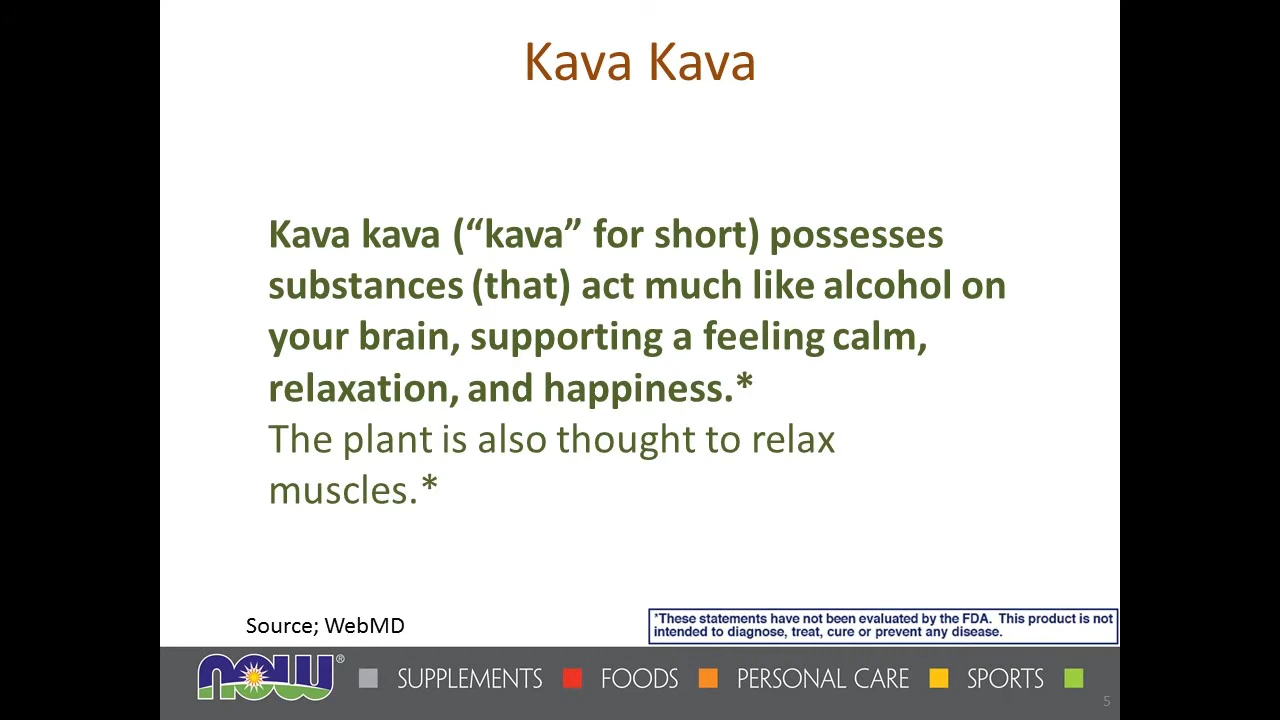 Kava Kava
Kava kava (“kava” for short) possesses
substances (that) act much like alcohol on
your brain, supporting a feeling calm,
relaxation, and happiness.*
The plant is also thought to relax
muscles.*
Source; WebMD
*These statements have not been evaluated by the FDA. This product is not
intended to diagnose, treat, cure or prevent any disease.
NOW® SUPPLEMENTS FOODS PERSONAL CARE SPORTS
5